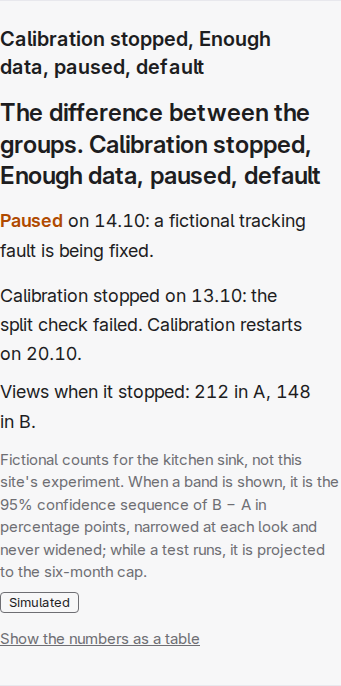 Calibration stopped, Enough
data, paused, default
The difference between the
groups. Calibration stopped,
Enough data, paused, default
Paused on 14.10: a fictional tracking
fault is being fixed.
Calibration stopped on 13.10: the
split check failed. Calibration restarts
on 20.10.
Views when it stopped: 212 in A, 148
in B.
Fictional counts for the kitchen sink, not this
site's experiment. When a band is shown, it is the
95% confidence sequence of B − A in
percentage points, narrowed at each look and
never widened; while a test runs, it is projected
to the six-month cap.
Simulated
Show the numbers as a table